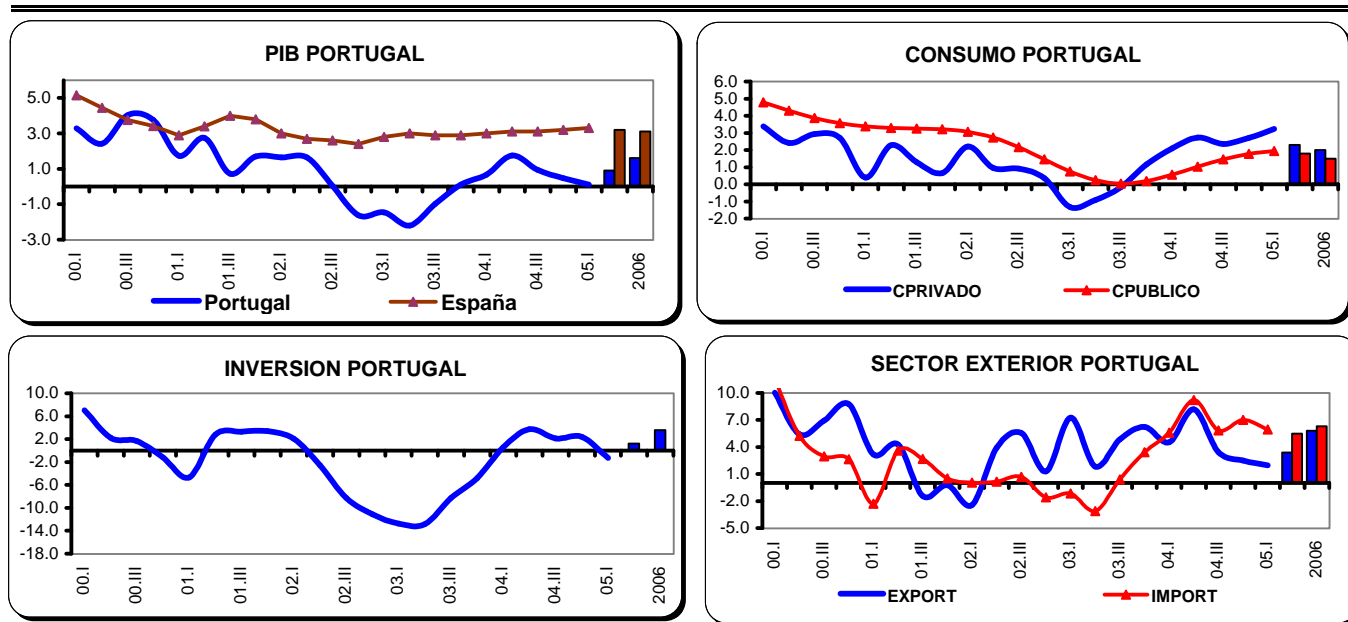 PIB PORTUGAL
5.0
3.0
1.0
-1.0
-3.0
00.I
00.III
01.I
01.III
02.I
02.III
03.I
03.III
04.I
04.III
05.I
2006
Portugal
España
CONSUMO PORTUGAL
6.0
5.0
4.0
3.0
2.0
1.0
0.0
-1.0
-2.0
00.I
00.III
01.I
01.III
02.I
02.III
03.I
03.III
04.I
04.III
05.I
2006
CPRIVADO
CPUBLICO
INVERSION PORTUGAL
10.0
6.0
2.0
-2.0
-6.0
-10.0
-14.0
-18.0
00.I
00.III
01.I
01.III
02.I
02.III
03.I
03.III
04.I
04.III
05.I
2006
SECTOR EXTERIOR PORTUGAL
10.0
7.0
4.0
1.0
-2.0
-5.0
00.I
00.III
01.I
01.III
02.I
02.III
03.I
03.III
04.I
04.III
05.I
2006
EXPORT
IMPORT